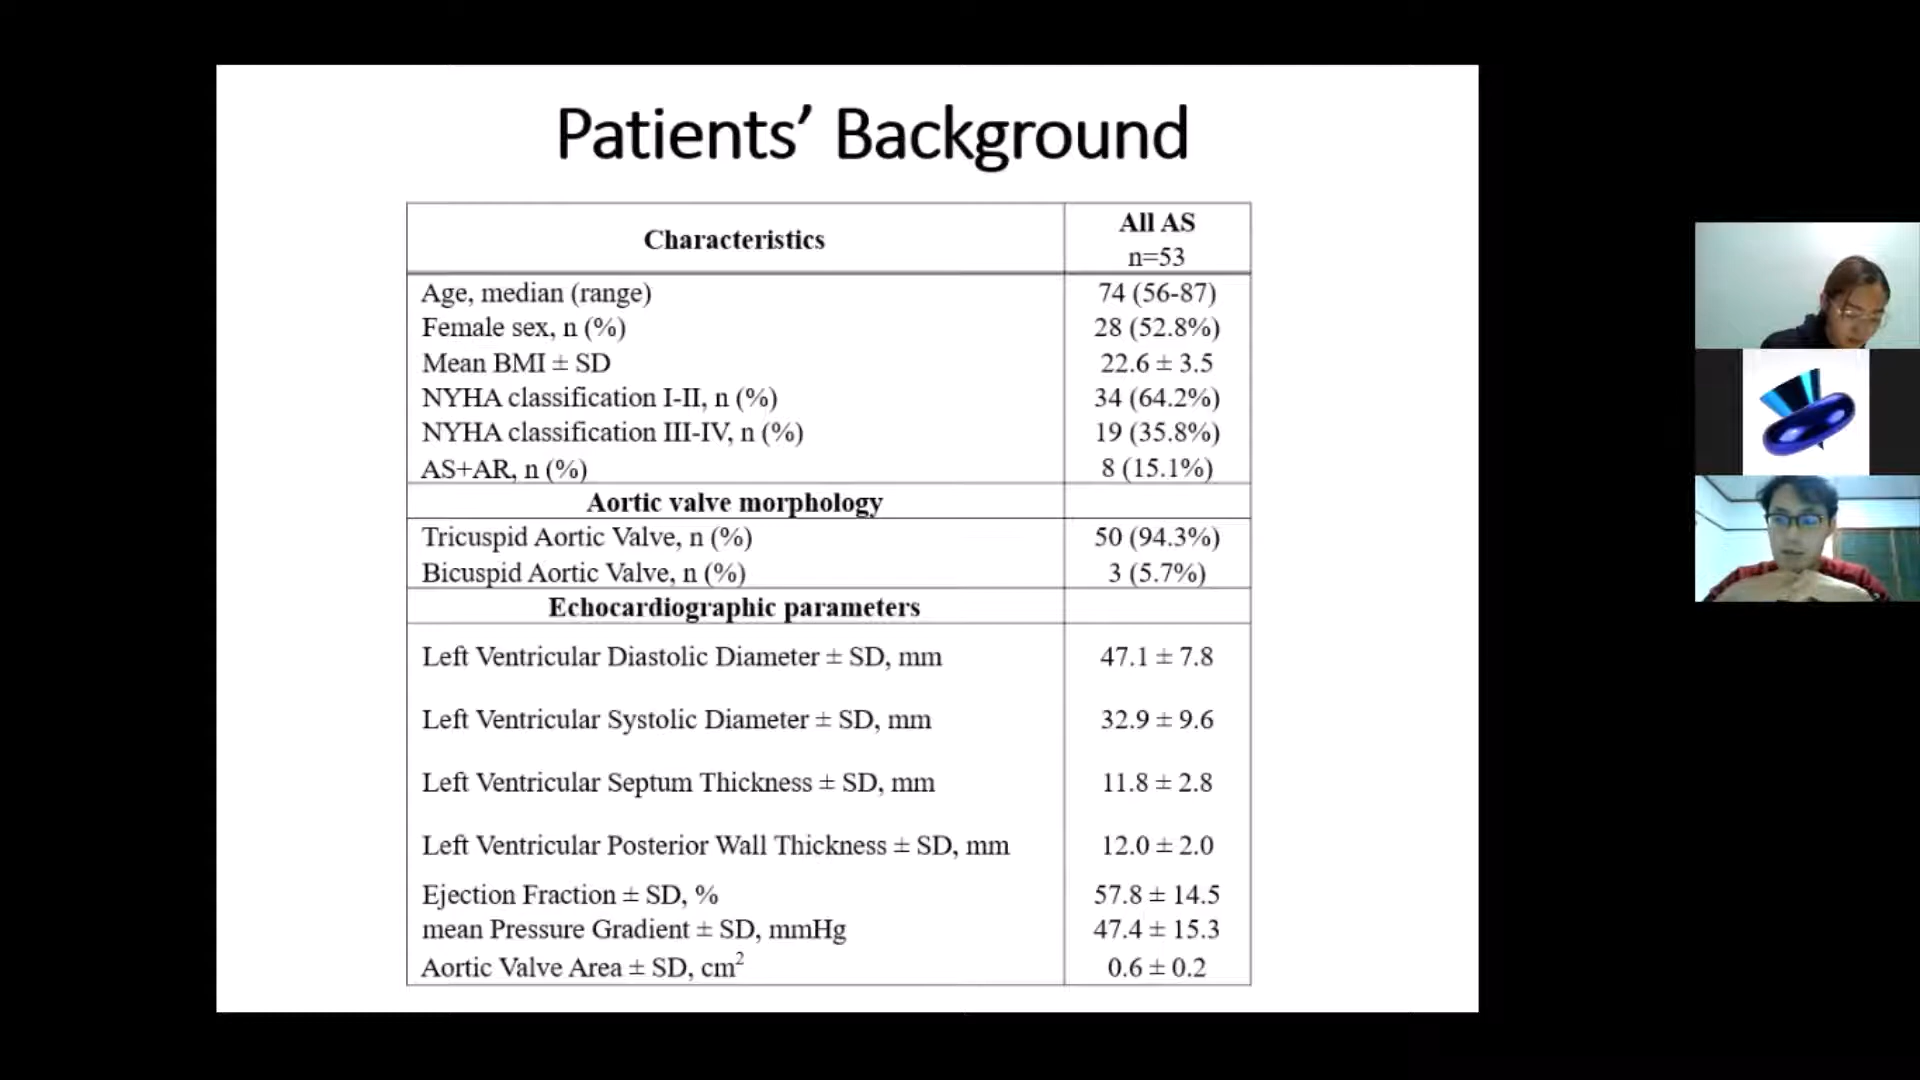 Patients’ Background
Characteristics
All AS
n=53
Age, median (range) 74 (56-87)
Female sex, n (%) 28 (52.8%)
Mean BMI ± SD 22.6 ± 3.5
NYHA classification I-II, n (%) 34 (64.2%)
NYHA classification III-IV, n (%) 19 (35.8%)
AS+AR, n (%) 8 (15.1%)
Aortic valve morphology
Tricuspid Aortic Valve, n (%) 50 (94.3%)
Bicuspid Aortic Valve, n (%) 3 (5.7%)
Echocardiographic parameters
Left Ventricular Diastolic Diameter ± SD, mm 47.1 ± 7.8
Left Ventricular Systolic Diameter ± SD, mm 32.9 ± 9.6
Left Ventricular Septum Thickness ± SD, mm 11.8 ± 2.8
Left Ventricular Posterior Wall Thickness ± SD, mm 12.0 ± 2.0
Ejection Fraction ± SD, % 57.8 ± 14.5
mean Pressure Gradient ± SD, mmHg 47.4 ± 15.3
Aortic Valve Area ± SD, cm² 0.6 ± 0.2